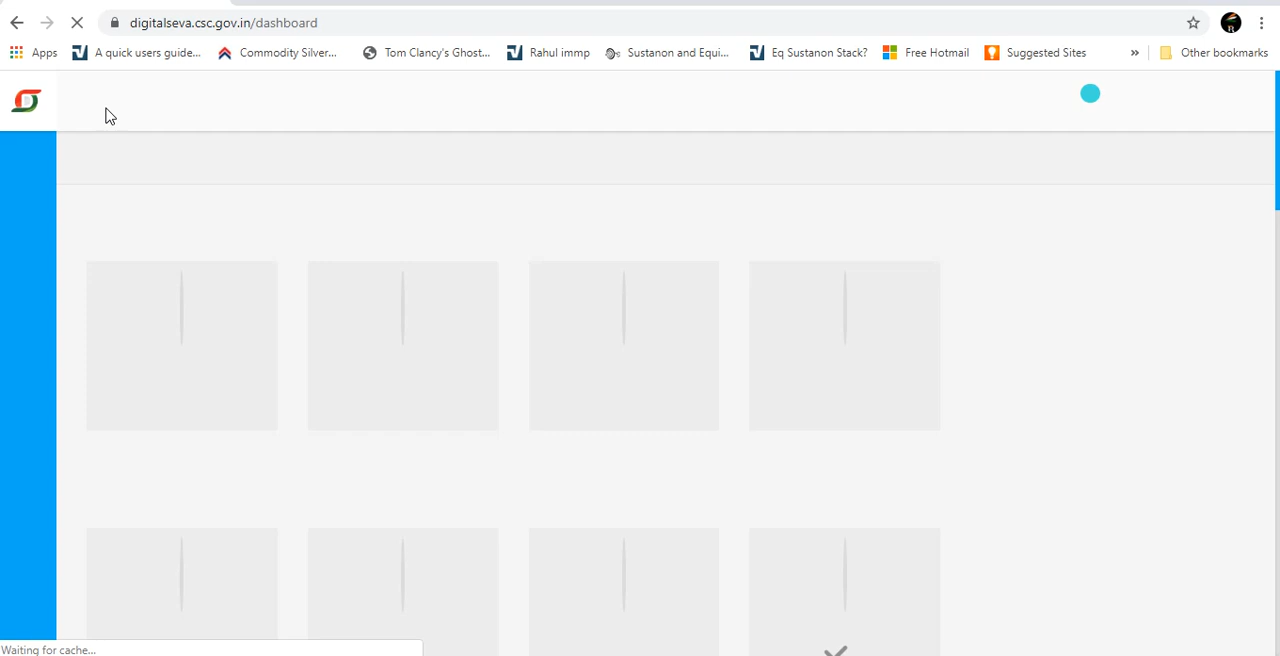 digitalseva.csc.gov.in/dashboard
Apps A quick users guide... Commodity Silver... Tom Clancy's Ghost... Rahul immp Sustanon and Equi... Eq Sustanon Stack? Free Hotmail Suggested Sites » Other bookmarks
Waiting for cache...